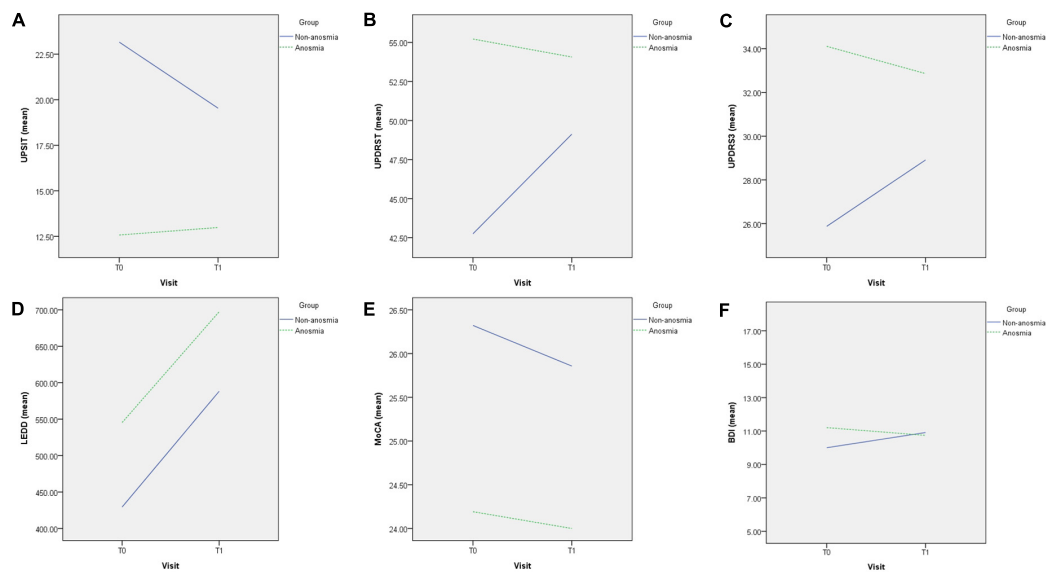 A
Group
Non-anosmia
Anosmia
UPSIT (mean)
22.50
20.00
17.50
15.00
12.50
T0
T1
Visit
B
Group
Non-anosmia
Anosmia
UPDRST (mean)
55.00
52.50
50.00
47.50
45.00
42.50
T0
T1
Visit
C
Group
Non-anosmia
Anosmia
UPDRS3 (mean)
34.00
32.00
30.00
28.00
26.00
T0
T1
Visit
D
Group
Non-anosmia
Anosmia
LEDD (mean)
700.00
650.00
600.00
550.00
500.00
450.00
400.00
T0
T1
Visit
E
Group
Non-anosmia
Anosmia
MoCA (mean)
26.50
26.00
25.50
25.00
24.50
24.00
T0
T1
Visit
F
Group
Non-anosmia
Anosmia
BDI (mean)
17.00
15.00
13.00
11.00
9.00
7.00
5.00
T0
T1
Visit